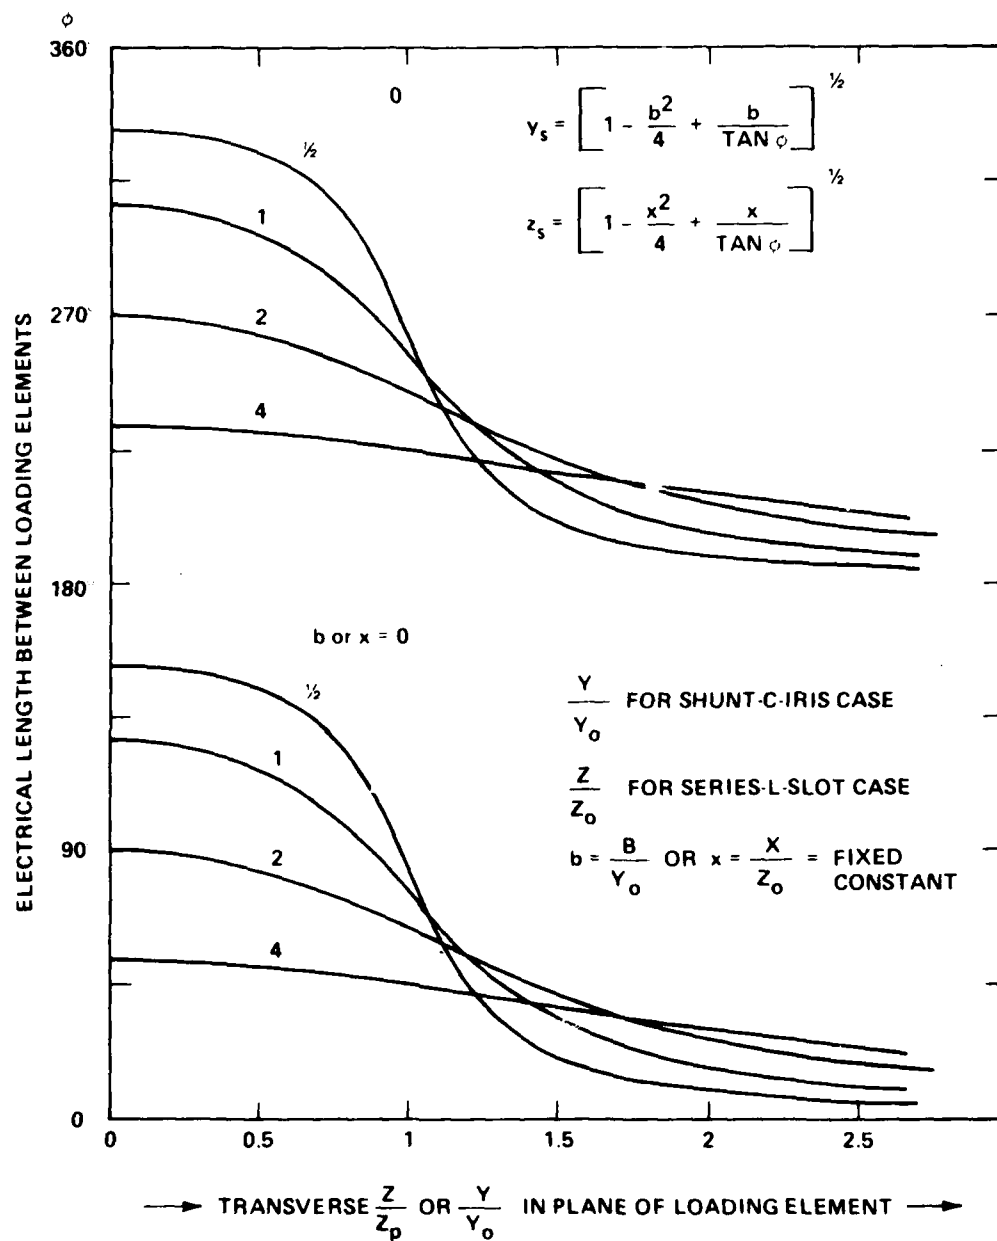 φ
360
0
y_s = [1 - b²/4 + b/TAN φ]^½
½
z_s = [1 - x²/4 + x/TAN φ]^½
1
270
2
4
180
b or x = 0
½
Y/Y_o FOR SHUNT-C-IRIS CASE
1
Z/Z_o FOR SERIES-L-SLOT CASE
90
2
b = B/Y_o OR x = X/Z_o = FIXED
CONSTANT
4
0
0 0.5 1 1.5 2 2.5
ELECTRICAL LENGTH BETWEEN LOADING ELEMENTS
→ TRANSVERSE Z/Z_p OR Y/Y_o IN PLANE OF LOADING ELEMENT →